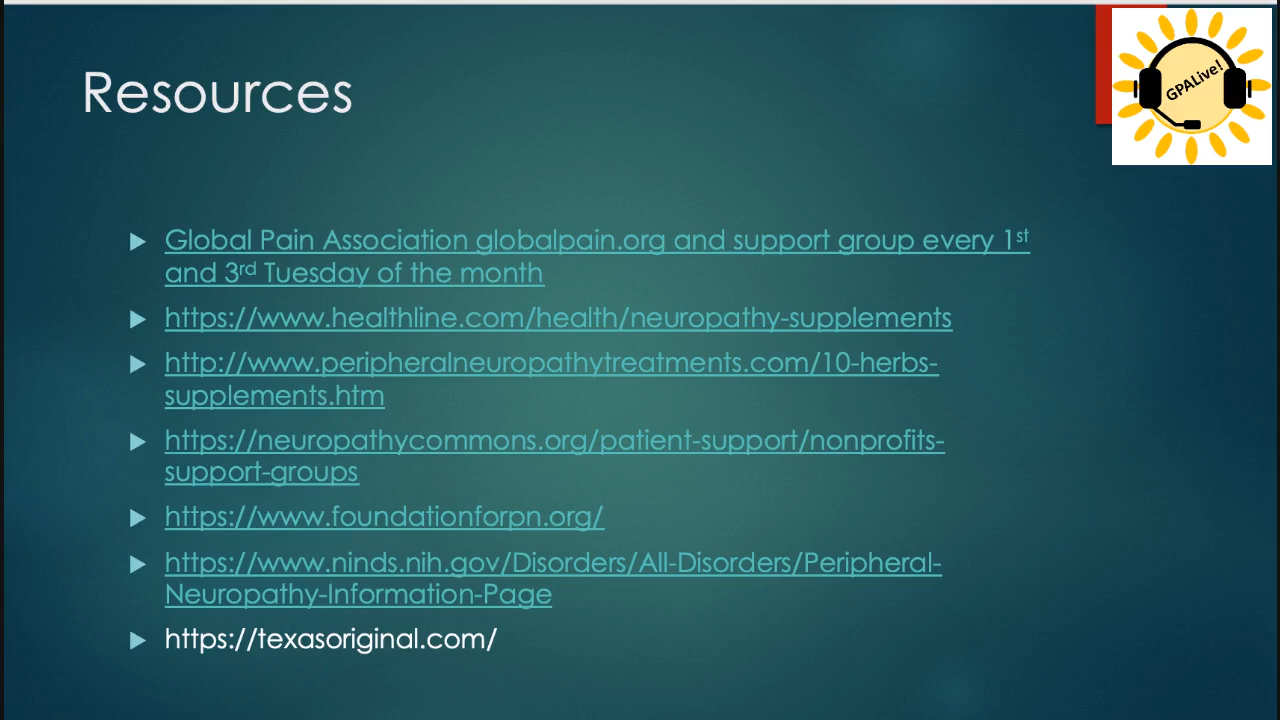 GPALive!
Resources
Global Pain Association globalpain.org and support group every 1st
and 3rd Tuesday of the month
https://www.healthline.com/health/neuropathy-supplements
http://www.peripheralneuropathytreatments.com/10-herbs-
supplements.htm
https://neuropathycommons.org/patient-support/nonprofits-
support-groups
https://www.foundationforpn.org/
https://www.ninds.nih.gov/Disorders/All-Disorders/Peripheral-
Neuropathy-Information-Page
https://texasoriginal.com/